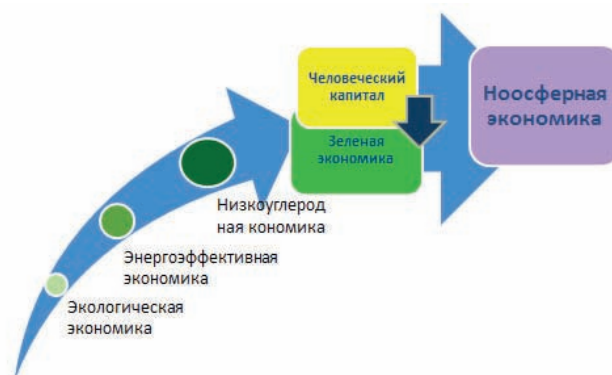 Человеческий
капитал
Зеленая
экономика
Ноосферная
экономика
Низкоуглерод
ная кономика
Энергоэффективная
экономика
Экологическая
экономика